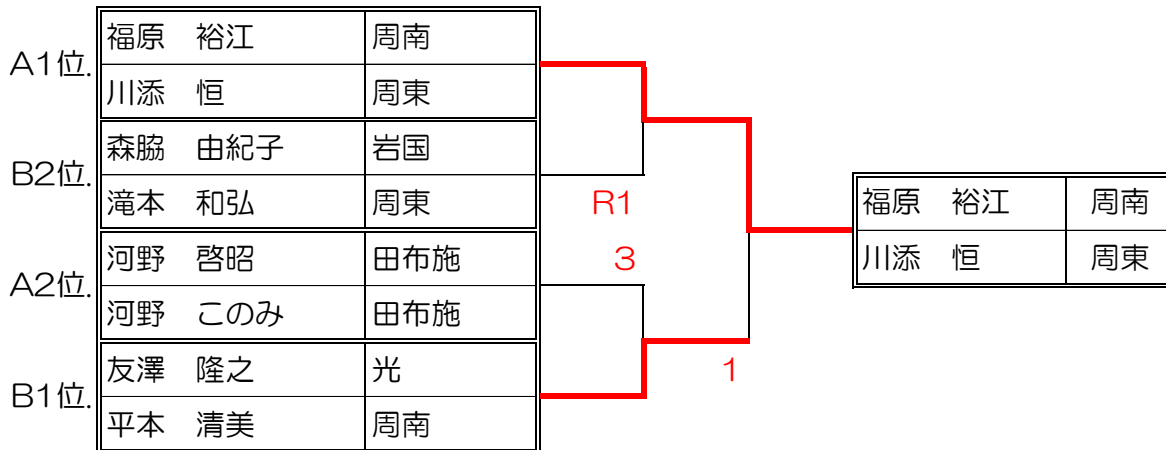 A1位. 福原 裕江 周南
川添 恒 周東
B2位. 森脇 由紀子 岩国
滝本 和弘 周東
R1
A2位. 河野 啓昭 田布施
河野 このみ 田布施
3
B1位. 友澤 隆之 光
平本 清美 周南
1
福原 裕江 周南
川添 恒 周東